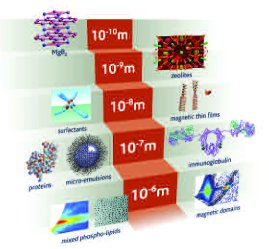 10⁻¹⁰m
MgB₂
10⁻⁹m
zeolites
10⁻⁸m
surfactants
magnetic thin films
10⁻⁷m
proteins
micro-emulsions
immunoglobulin
10⁻⁶m
mixed phospho-lipids
magnetic domains